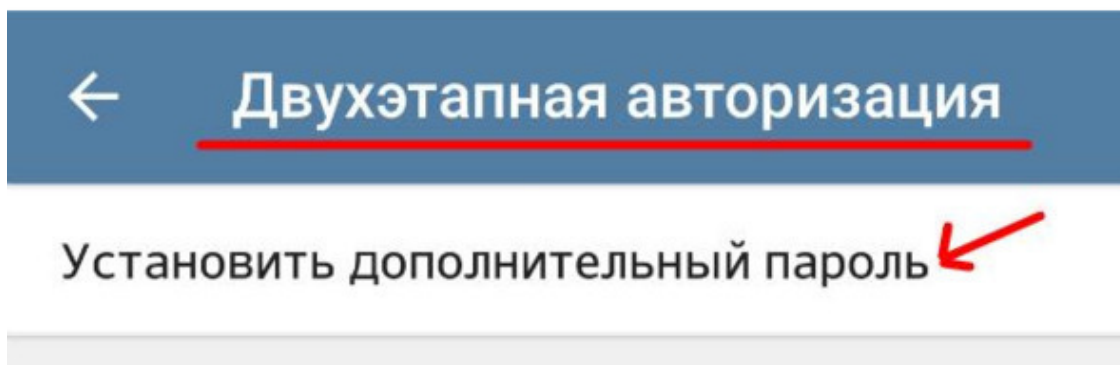 Двухэтапная авторизация
Установить дополнительный пароль